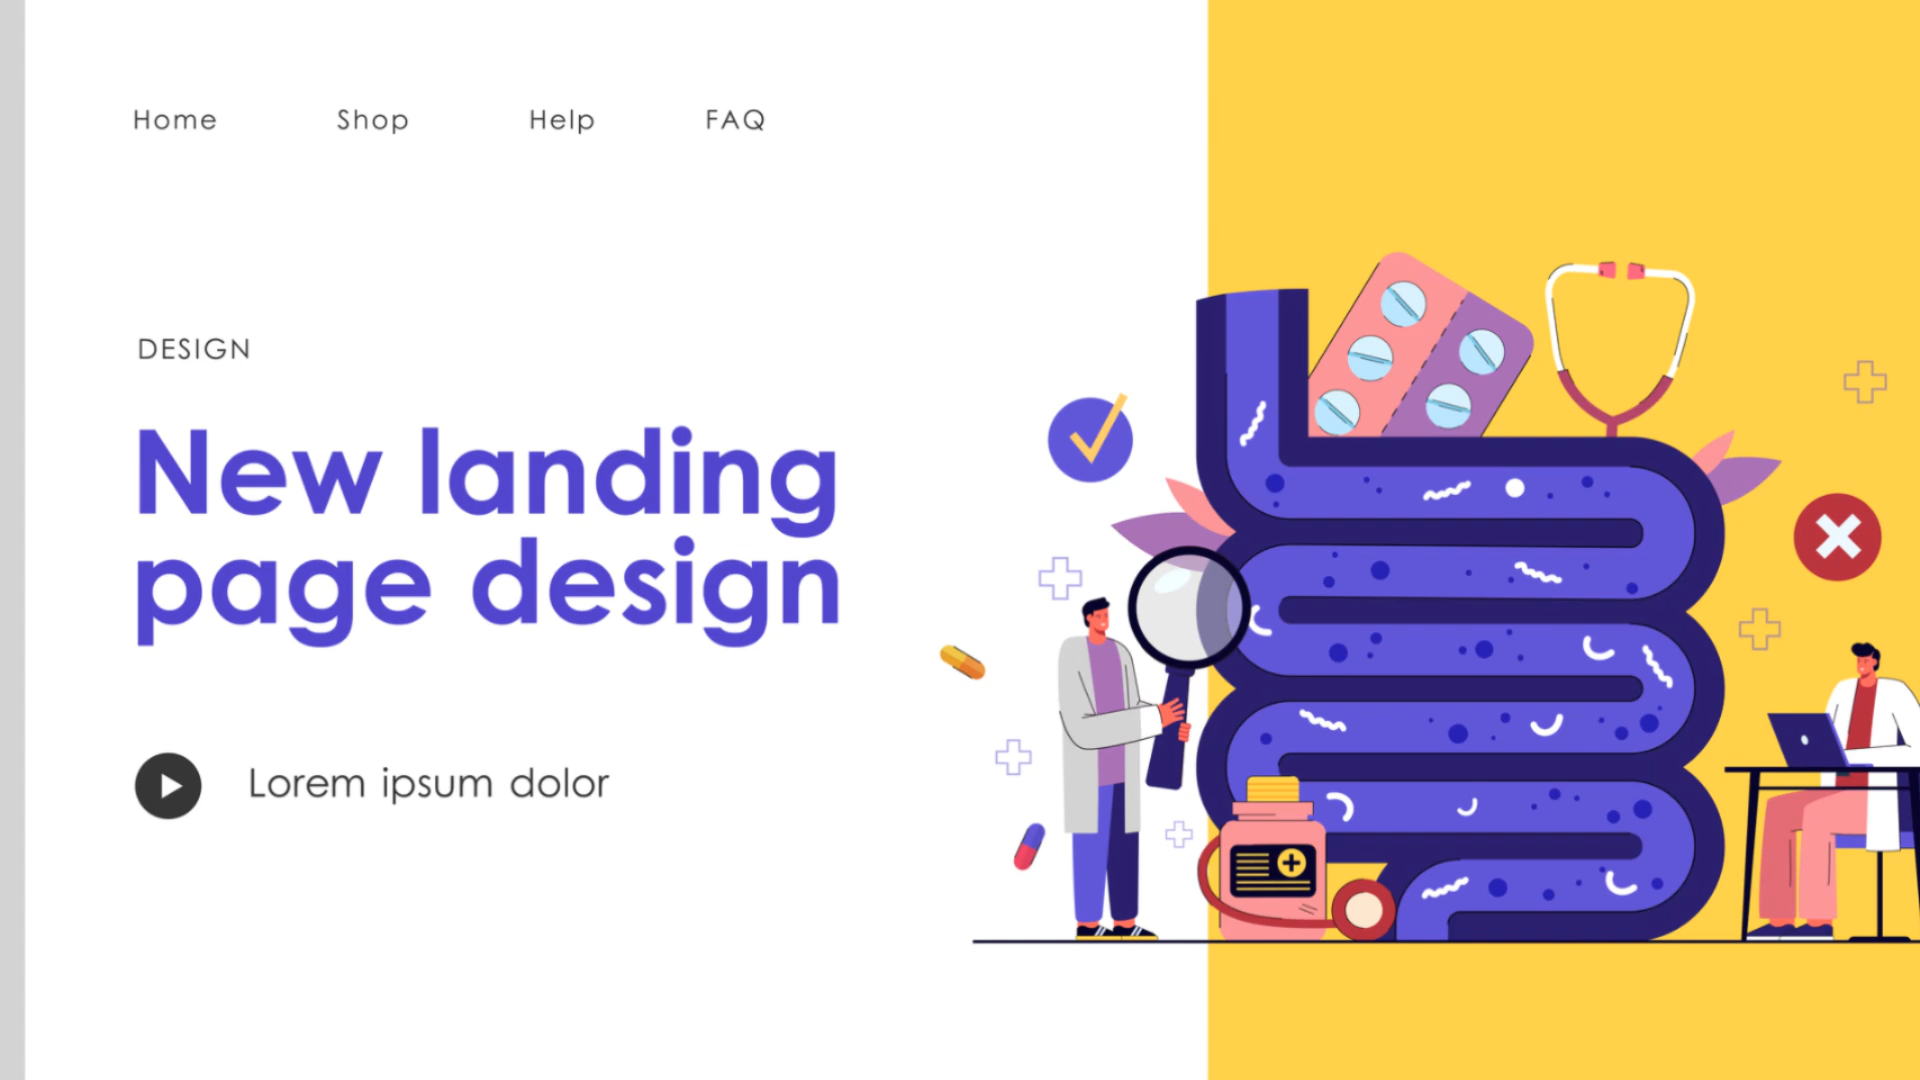 Home Shop Help FAQ
DESIGN
New landing
page design
Lorem ipsum dolor